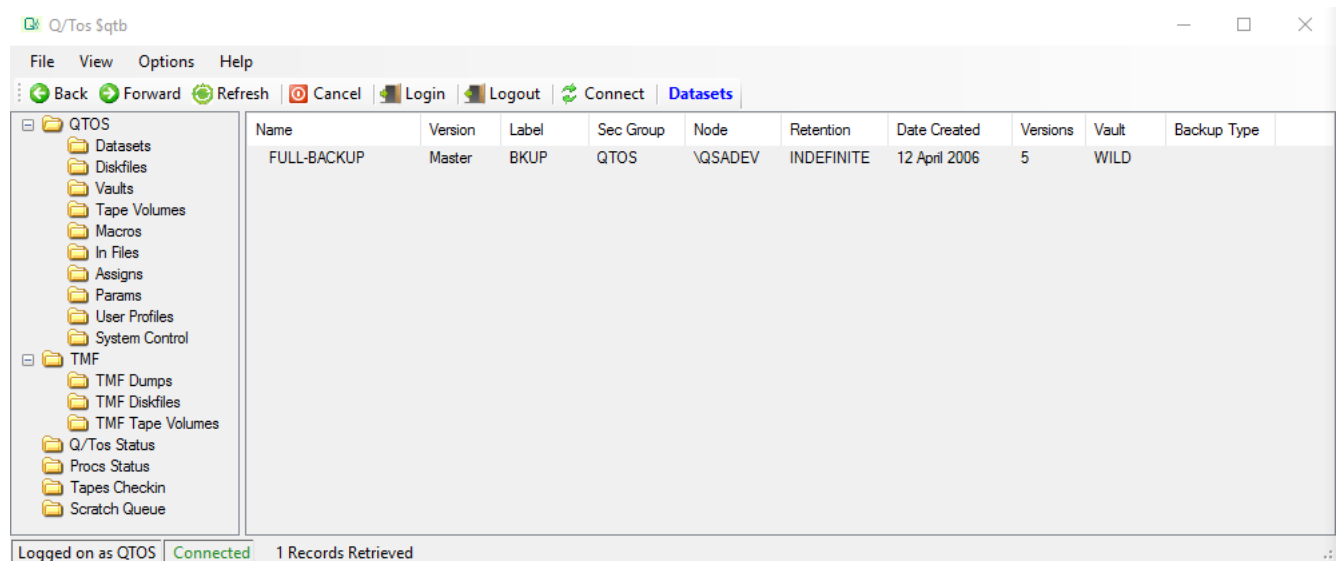 Q/Tos $qtb
File View Options Help
Back Forward Refresh Cancel Login Logout Connect Datasets
QTOS
Datasets
Diskfiles
Vaults
Tape Volumes
Macros
In Files
Assigns
Params
User Profiles
System Control
TMF
TMF Dumps
TMF Diskfiles
TMF Tape Volumes
Q/Tos Status
Procs Status
Tapes Checkin
Scratch Queue
Name Version Label Sec Group Node Retention Date Created Versions Vault Backup Type
FULL-BACKUP Master BKUP QTOS \QSADEV INDEFINITE 12 April 2006 5 WILD
Logged on as QTOS Connected 1 Records Retrieved